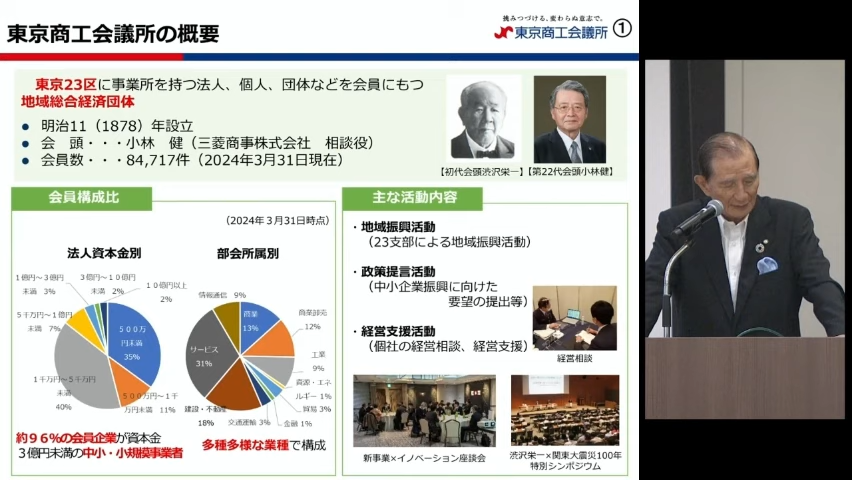 東京商工会議所の概要
挑みつづける、変わらぬ意志で。
東京商工会議所
①
東京23区に事業所を持つ法人、個人、団体などを会員にもつ
地域総合経済団体
● 明治11（1878）年設立
● 会　頭・・・小林　健（三菱商事株式会社　相談役）
● 会員数・・・84,717件（2024年3月31日現在）
【初代会頭渋沢栄一】
【第22代会頭小林健】
会員構成比
（2024年３月31日時点）
法人資本金別
１億円～３億円
未満　3%
３億円～１０億円
未満　2%
１０億円以上
2%
５千万円～１億円
未満　7%
５００万
円未満
35%
１千万円～５千万円
未満
40%
５００万～１千
万円未満　11%
部会所属別
情報通信　9%
商業
13%
商業卸売
12%
工業
9%
資源・エネ
ルギー　1%
貿易　3%
金融　1%
交通運輸　3%
建設・不動産
18%
サービス
31%
約９６％の会員企業が資本金
３億円未満の中小・小規模事業者
多種多様な業種で構成
主な活動内容
・地域振興活動
（23支部による地域振興活動）
・政策提言活動
（中小企業振興に向けた
要望の提出等）
・経営支援活動
（個社の経営相談、経営支援）
経営相談
新事業×イノベーション座談会
渋沢栄一×関東大震災100年
特別シンポジウム